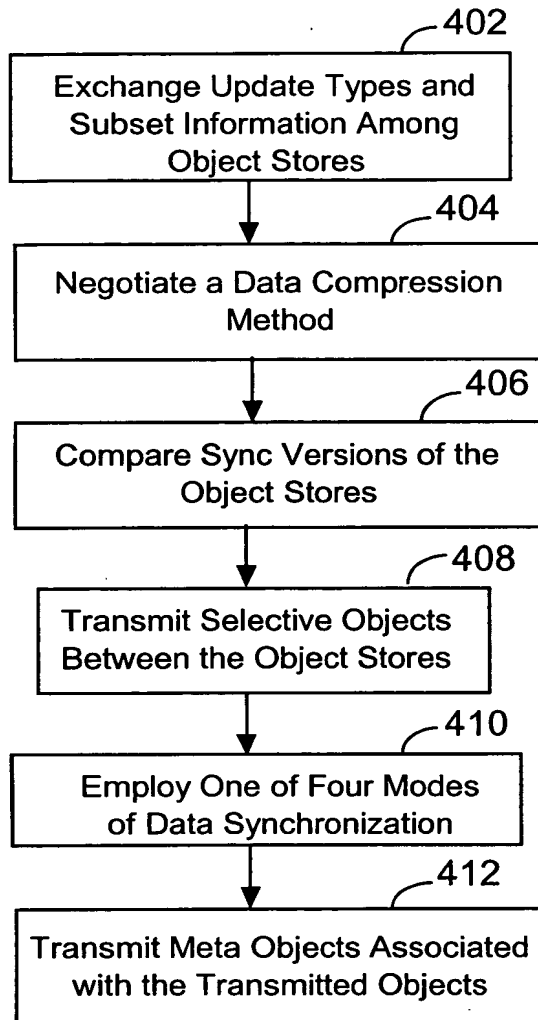 402
Exchange Update Types and
Subset Information Among
Object Stores
404
Negotiate a Data Compression
Method
406
Compare Sync Versions of the
Object Stores
408
Transmit Selective Objects
Between the Object Stores
410
Employ One of Four Modes
of Data Synchronization
412
Transmit Meta Objects Associated
with the Transmitted Objects